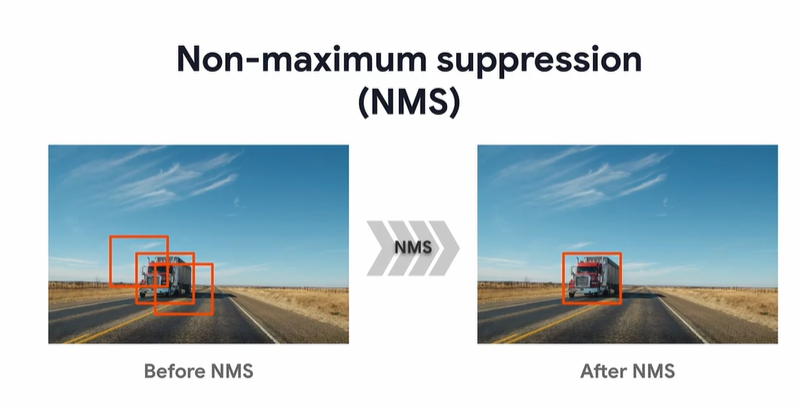 Non-maximum suppression
(NMS)
NMS
Before NMS
After NMS